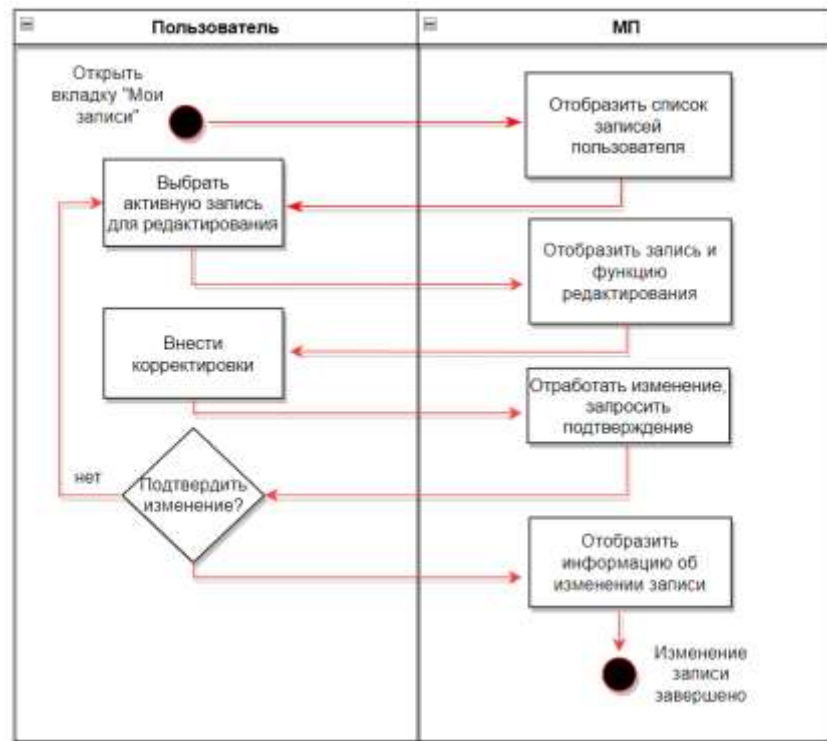 Пользователь
МП
Открыть
вкладку "Мои
записи"
Отобразить список
записей
пользователя
Выбрать
активную запись
для редактирования
Отобразить запись и
функцию
редактирования
Внести
корректировки
Отработать изменение,
запросить
подтверждение
нет
Подтвердить
изменение?
Отобразить
информацию об
изменении записи
Изменение
записи
завершено